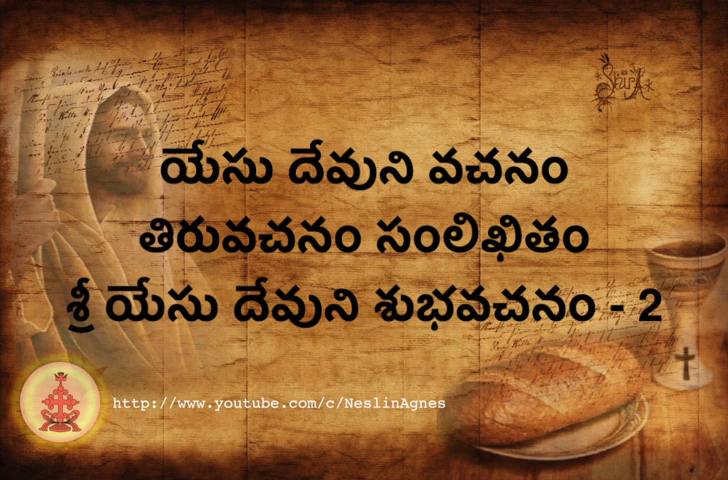 యేసు దేవుని వచనం
తిరువచనం సంలిఖితం
శ్రీ యేసు దేవుని శుభవచనం - 2
http://www.youtube.com/c/NeslinAgnes